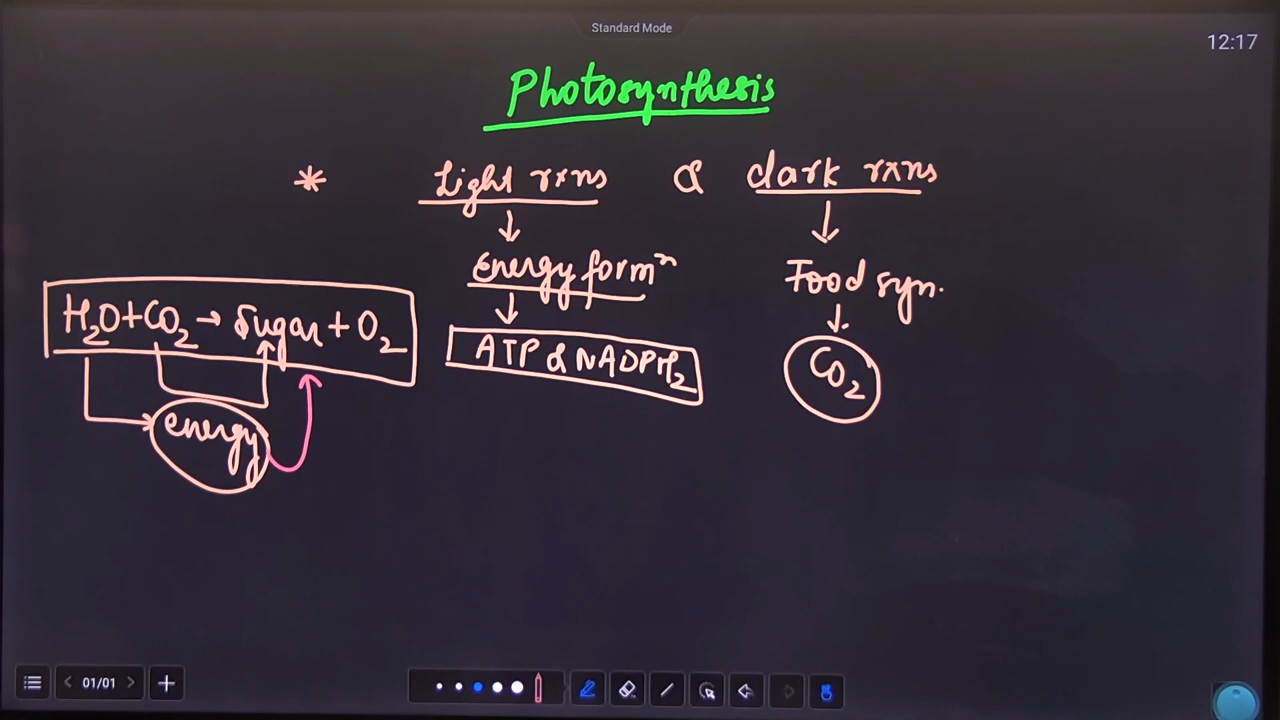 Standard Mode
12:17
Photosynthesis
* Light rxns & dark rxns
Energy formⁿ
Food syn.
H₂O+CO₂→Sugar+O₂
ATP & NADPH₂
CO₂
energy
01/01